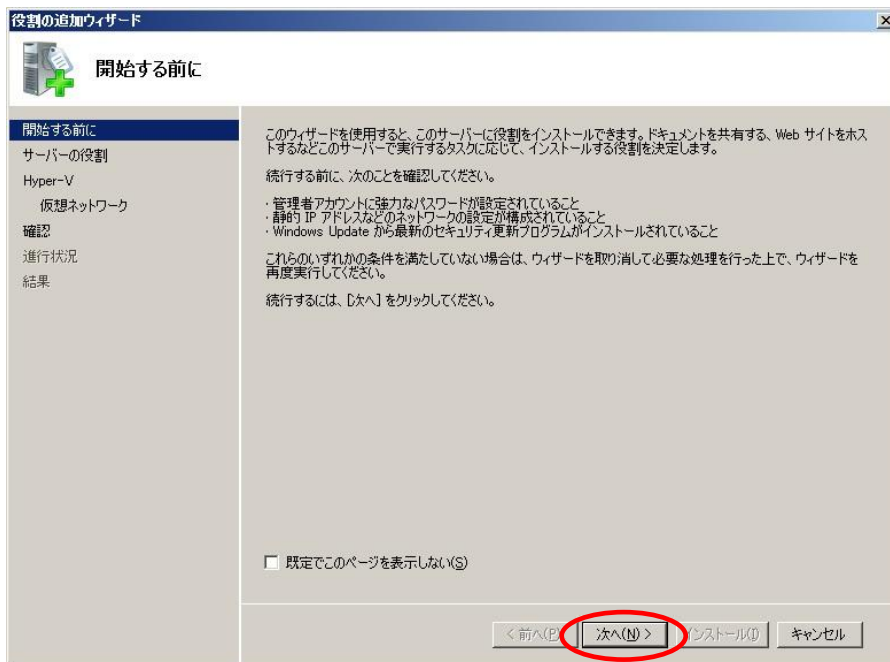 役割の追加ウィザード
開始する前に
開始する前に
サーバーの役割
Hyper-V
仮想ネットワーク
確認
進行状況
結果
このウィザードを使用すると、このサーバーに役割をインストールできます。ドキュメントを共有する、Web サイトをホス
トするなどこのサーバーで実行するタスクに応じて、インストールする役割を決定します。
続行する前に、次のことを確認してください。
・管理者アカウントに強力なパスワードが設定されていること
・静的 IP アドレスなどのネットワークの設定が構成されていること
・Windows Update から最新のセキュリティ更新プログラムがインストールされていること
これらのいずれかの条件を満たしていない場合は、ウィザードを取り消して必要な処理を行った上で、ウィザードを
再度実行してください。
続行するには、[次へ] をクリックしてください。
既定でこのページを表示しない(S)
< 前へ(P) 次へ(N) > インストール(I) キャンセル